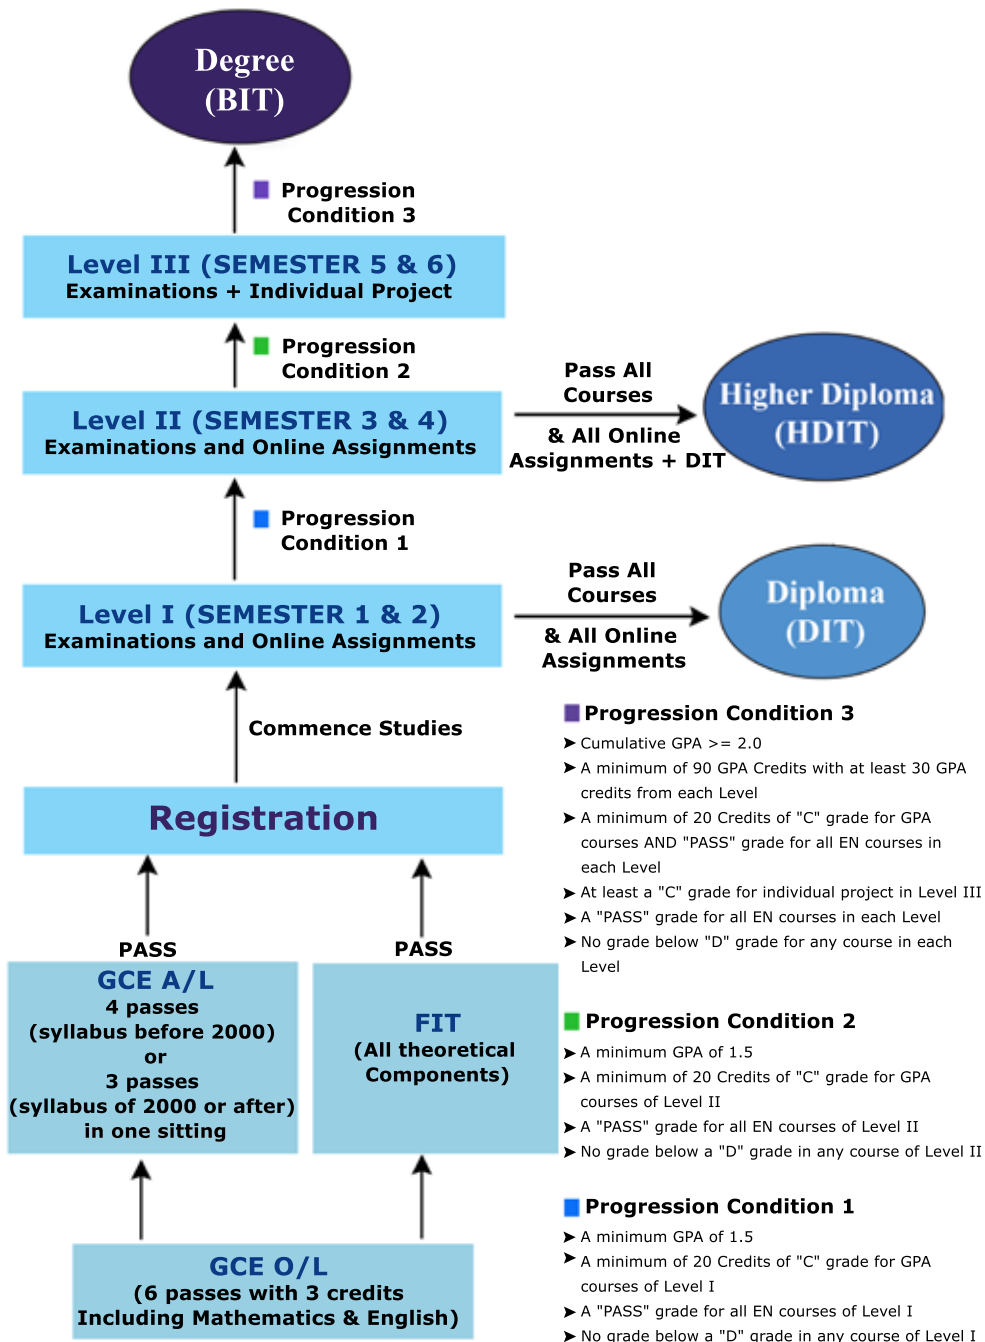 Degree
(BIT)
Progression
Condition 3
Level III (SEMESTER 5 & 6)
Examinations + Individual Project
Progression
Condition 2
Level II (SEMESTER 3 & 4)
Examinations and Online Assignments
Pass All
Courses
& All Online
Assignments + DIT
Higher Diploma
(HDIT)
Progression
Condition 1
Level I (SEMESTER 1 & 2)
Examinations and Online Assignments
Pass All
Courses
& All Online
Assignments
Diploma
(DIT)
Commence Studies
Registration
PASS
PASS
GCE A/L
4 passes
(syllabus before 2000)
or
3 passes
(syllabus of 2000 or after)
in one sitting
FIT
(All theoretical
Components)
GCE O/L
(6 passes with 3 credits
Including Mathematics & English)
Progression Condition 3
➤ Cumulative GPA >= 2.0
➤ A minimum of 90 GPA Credits with at least 30 GPA
credits from each Level
➤ A minimum of 20 Credits of "C" grade for GPA
courses AND "PASS" grade for all EN courses in
each Level
➤ At least a "C" grade for individual project in Level III
➤ A "PASS" grade for all EN courses in each Level
➤ No grade below "D" grade for any course in each
Level
Progression Condition 2
➤ A minimum GPA of 1.5
➤ A minimum of 20 Credits of "C" grade for GPA
courses of Level II
➤ A "PASS" grade for all EN courses of Level II
➤ No grade below a "D" grade in any course of Level II
Progression Condition 1
➤ A minimum GPA of 1.5
➤ A minimum of 20 Credits of "C" grade for GPA
courses of Level I
➤ A "PASS" grade for all EN courses of Level I
➤ No grade below a "D" grade in any course of Level I